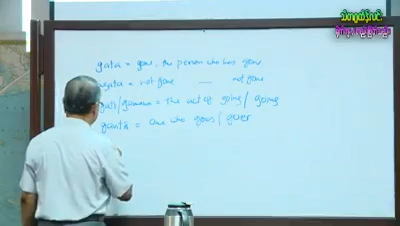 gata = gone, the person who has gone
agata = not gone — not gone
gati/gamana = the act of going / going
gantā = one who goes / goer